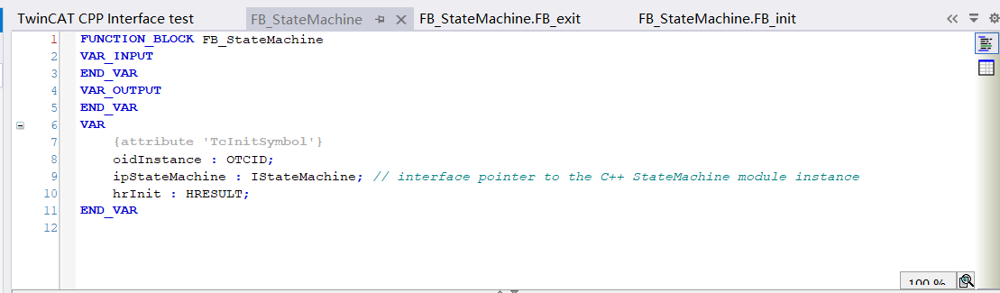 TwinCAT CPP Interface test FB_StateMachine FB_StateMachine.FB_exit FB_StateMachine.FB_init
1 FUNCTION_BLOCK FB_StateMachine
2 VAR_INPUT
3 END_VAR
4 VAR_OUTPUT
5 END_VAR
6 VAR
7 {attribute 'TcInitSymbol'}
8 oidInstance : OTCID;
9 ipStateMachine : IStateMachine; // interface pointer to the C++ StateMachine module instance
10 hrInit : HRESULT;
11 END_VAR
12
100 %